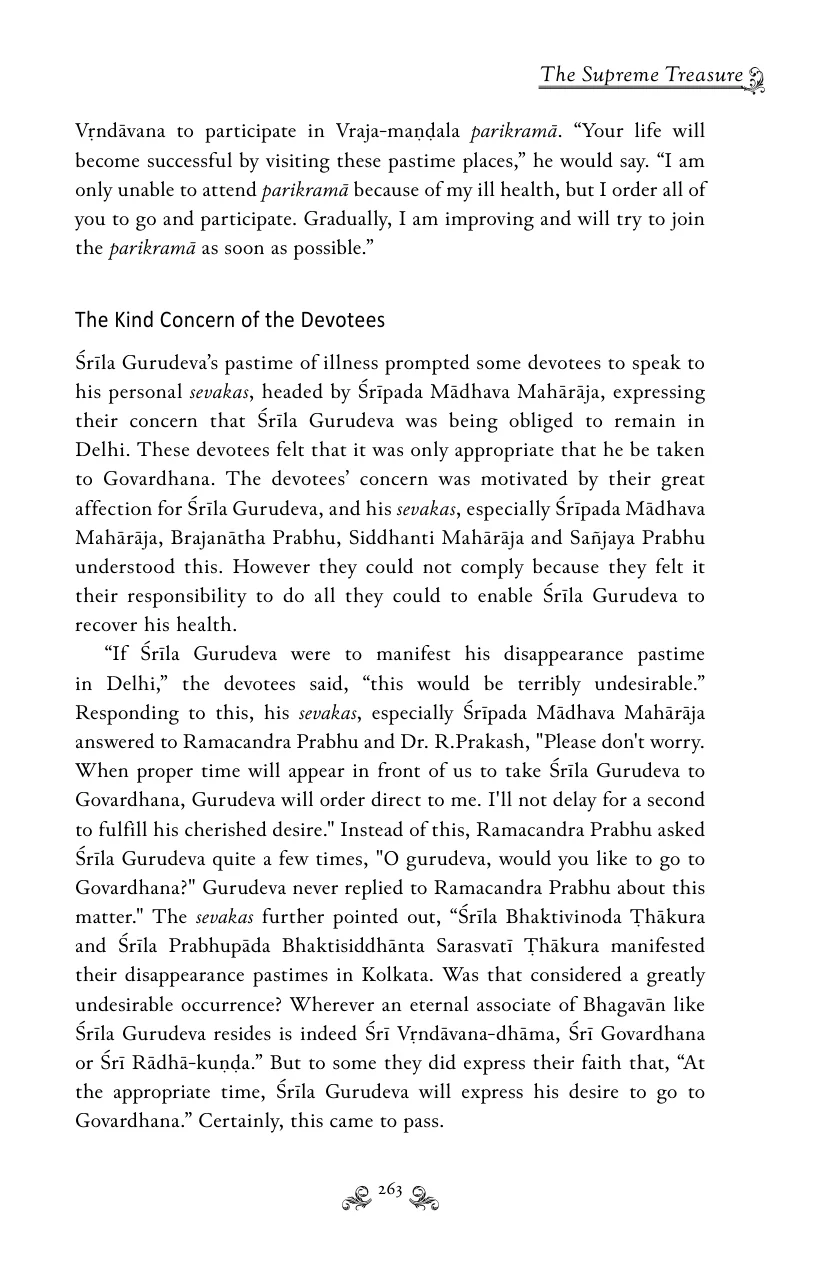 The Supreme Treasure
Vṛndāvana to participate in Vraja-maṇḍala parikramā. “Your life will
become successful by visiting these pastime places,” he would say. “I am
only unable to attend parikramā because of my ill health, but I order all of
you to go and participate. Gradually, I am improving and will try to join
the parikramā as soon as possible.”
The Kind Concern of the Devotees
Śrīla Gurudeva’s pastime of illness prompted some devotees to speak to
his personal sevakas, headed by Śrīpada Mādhava Mahārāja, expressing
their concern that Śrīla Gurudeva was being obliged to remain in
Delhi. These devotees felt that it was only appropriate that he be taken
to Govardhana. The devotees’ concern was motivated by their great
affection for Śrīla Gurudeva, and his sevakas, especially Śrīpada Mādhava
Mahārāja, Brajanātha Prabhu, Siddhanti Mahārāja and Sañjaya Prabhu
understood this. However they could not comply because they felt it
their responsibility to do all they could to enable Śrīla Gurudeva to
recover his health.
“If Śrīla Gurudeva were to manifest his disappearance pastime
in Delhi,” the devotees said, “this would be terribly undesirable.”
Responding to this, his sevakas, especially Śrīpada Mādhava Mahārāja
answered to Ramacandra Prabhu and Dr. R.Prakash, "Please don't worry.
When proper time will appear in front of us to take Śrīla Gurudeva to
Govardhana, Gurudeva will order direct to me. I'll not delay for a second
to fulfill his cherished desire." Instead of this, Ramacandra Prabhu asked
Śrīla Gurudeva quite a few times, "O gurudeva, would you like to go to
Govardhana?" Gurudeva never replied to Ramacandra Prabhu about this
matter." The sevakas further pointed out, “Śrīla Bhaktivinoda Ṭhākura
and Śrīla Prabhupāda Bhaktisiddhānta Sarasvatī Ṭhākura manifested
their disappearance pastimes in Kolkata. Was that considered a greatly
undesirable occurrence? Wherever an eternal associate of Bhagavān like
Śrīla Gurudeva resides is indeed Śrī Vṛndāvana-dhāma, Śrī Govardhana
or Śrī Rādhā-kuṇḍa.” But to some they did express their faith that, “At
the appropriate time, Śrīla Gurudeva will express his desire to go to
Govardhana.” Certainly, this came to pass.
263